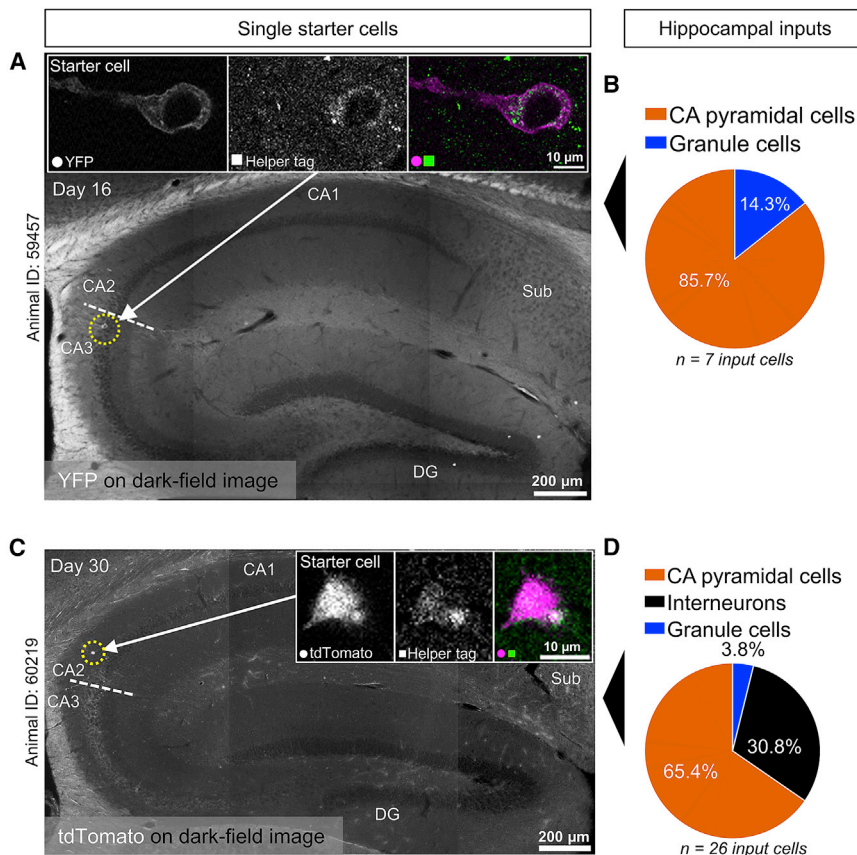 Single starter cells
Hippocampal inputs
A
Starter cell
YFP
Helper tag
10 µm
Day 16
CA1
CA2
CA3
Sub
DG
Animal ID: 59457
YFP on dark-field image
200 µm
B
CA pyramidal cells
Granule cells
14.3%
85.7%
n = 7 input cells
C
Day 30
CA1
Starter cell
tdTomato
Helper tag
10 µm
CA2
CA3
Sub
DG
Animal ID: 60219
tdTomato on dark-field image
200 µm
D
CA pyramidal cells
Interneurons
Granule cells
3.8%
30.8%
65.4%
n = 26 input cells